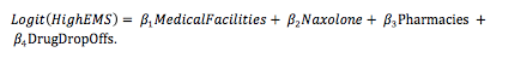 Logit(HighEMS) = β₁MedicalFacilities + β₂Naxolone + β₃Pharmacies +
β₄DrugDropOffs.